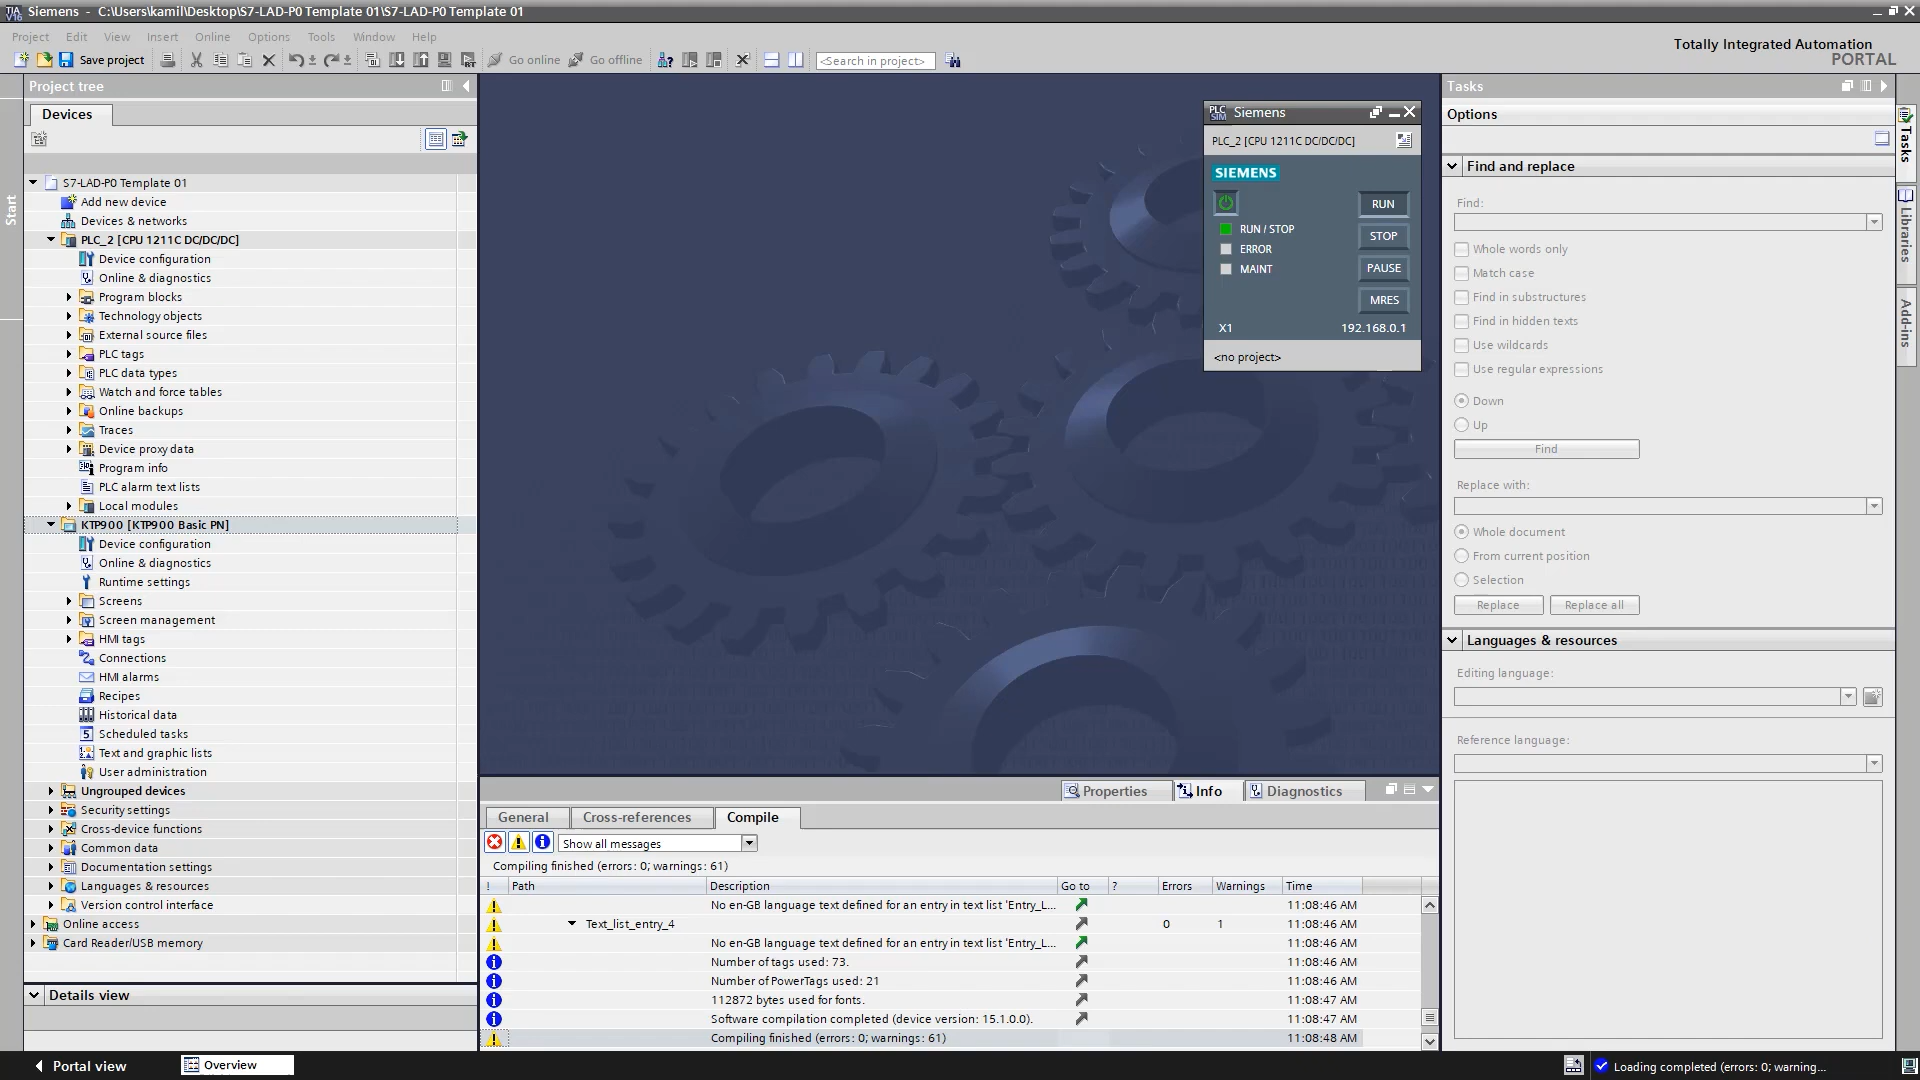 Siemens - C:\Users\kamil\Desktop\S7-LAD-P0 Template 01\S7-LAD-P0 Template 01
Project Edit View Insert Online Options Tools Window Help
Save project
Go online
Go offline
<Search in project>
Totally Integrated Automation
PORTAL
Start
Project tree
Devices
S7-LAD-P0 Template 01
Add new device
Devices & networks
PLC_2 [CPU 1211C DC/DC/DC]
Device configuration
Online & diagnostics
Program blocks
Technology objects
External source files
PLC tags
PLC data types
Watch and force tables
Online backups
Traces
Device proxy data
Program info
PLC alarm text lists
Local modules
KTP900 [KTP900 Basic PN]
Device configuration
Online & diagnostics
Runtime settings
Screens
Screen management
HMI tags
Connections
HMI alarms
Recipes
Historical data
Scheduled tasks
Text and graphic lists
User administration
Ungrouped devices
Security settings
Cross-device functions
Common data
Documentation settings
Languages & resources
Version control interface
Online access
Card Reader/USB memory
Details view
PLC SIM Siemens
PLC_2 [CPU 1211C DC/DC/DC]
SIEMENS
RUN
RUN / STOP
STOP
ERROR
PAUSE
MAINT
MRES
X1 192.168.0.1
<no project>
Properties Info Diagnostics
General Cross-references Compile
Show all messages
Compiling finished (errors: 0; warnings: 61)
! Path Description Go to ? Errors Warnings Time
No en-GB language text defined for an entry in text list 'Entry_L... 11:08:46 AM
Text_list_entry_4 0 1 11:08:46 AM
No en-GB language text defined for an entry in text list 'Entry_L... 11:08:46 AM
Number of tags used: 73. 11:08:46 AM
Number of PowerTags used: 21 11:08:46 AM
112872 bytes used for fonts. 11:08:47 AM
Software compilation completed (device version: 15.1.0.0). 11:08:47 AM
Compiling finished (errors: 0; warnings: 61) 11:08:48 AM
Tasks
Options
Find and replace
Find:
Whole words only
Match case
Find in substructures
Find in hidden texts
Use wildcards
Use regular expressions
Down
Up
Find
Replace with:
Whole document
From current position
Selection
Replace Replace all
Languages & resources
Editing language:
Reference language:
Tasks
Libraries
Add-ins
Portal view
Overview
Loading completed (errors: 0; warning...